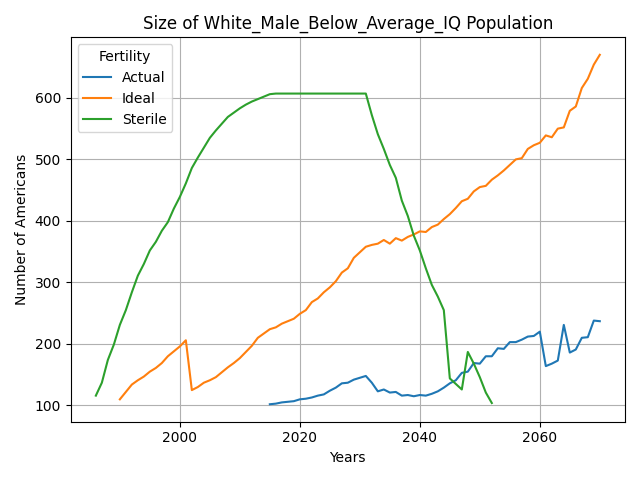 Size of White_Male_Below_Average_IQ Population
Fertility
Actual
Ideal
Sterile
Number of Americans
600
500
400
300
200
100
2000
2020
2040
2060
Years